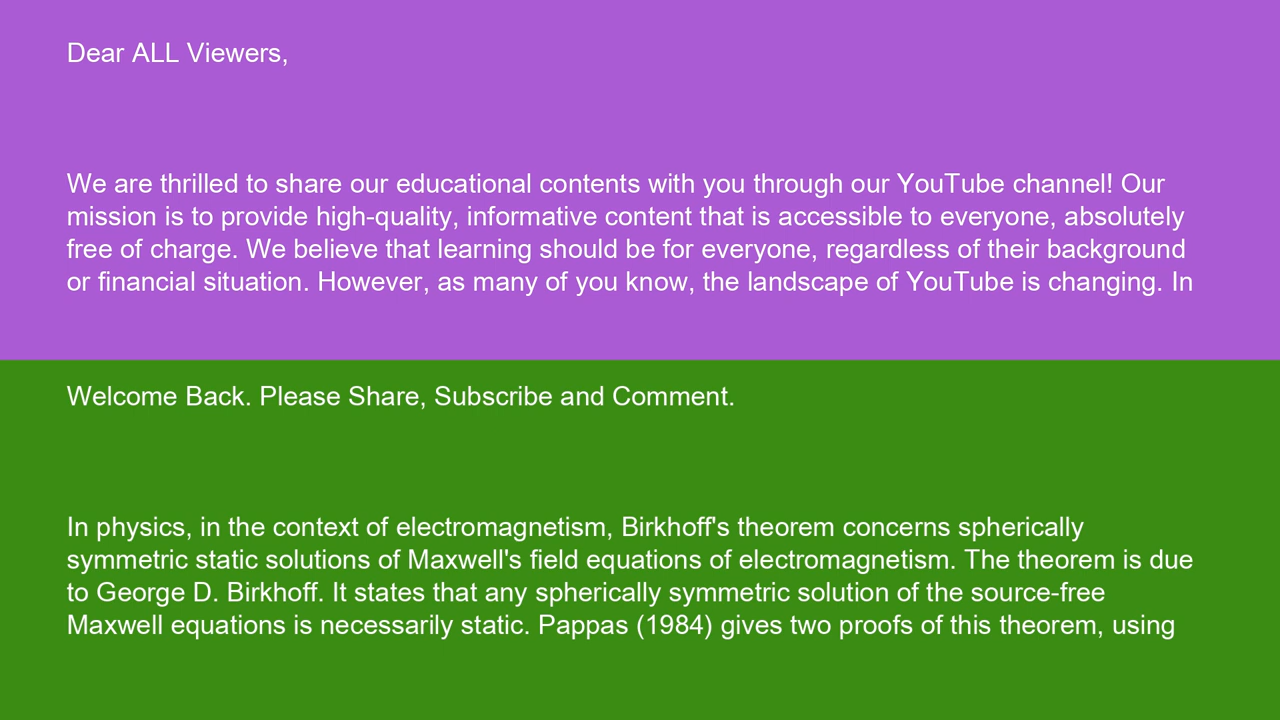 Dear ALL Viewers,
We are thrilled to share our educational contents with you through our YouTube channel! Our
mission is to provide high-quality, informative content that is accessible to everyone, absolutely
free of charge. We believe that learning should be for everyone, regardless of their background
or financial situation. However, as many of you know, the landscape of YouTube is changing. In
Welcome Back. Please Share, Subscribe and Comment.
In physics, in the context of electromagnetism, Birkhoff's theorem concerns spherically
symmetric static solutions of Maxwell's field equations of electromagnetism. The theorem is due
to George D. Birkhoff. It states that any spherically symmetric solution of the source-free
Maxwell equations is necessarily static. Pappas (1984) gives two proofs of this theorem, using